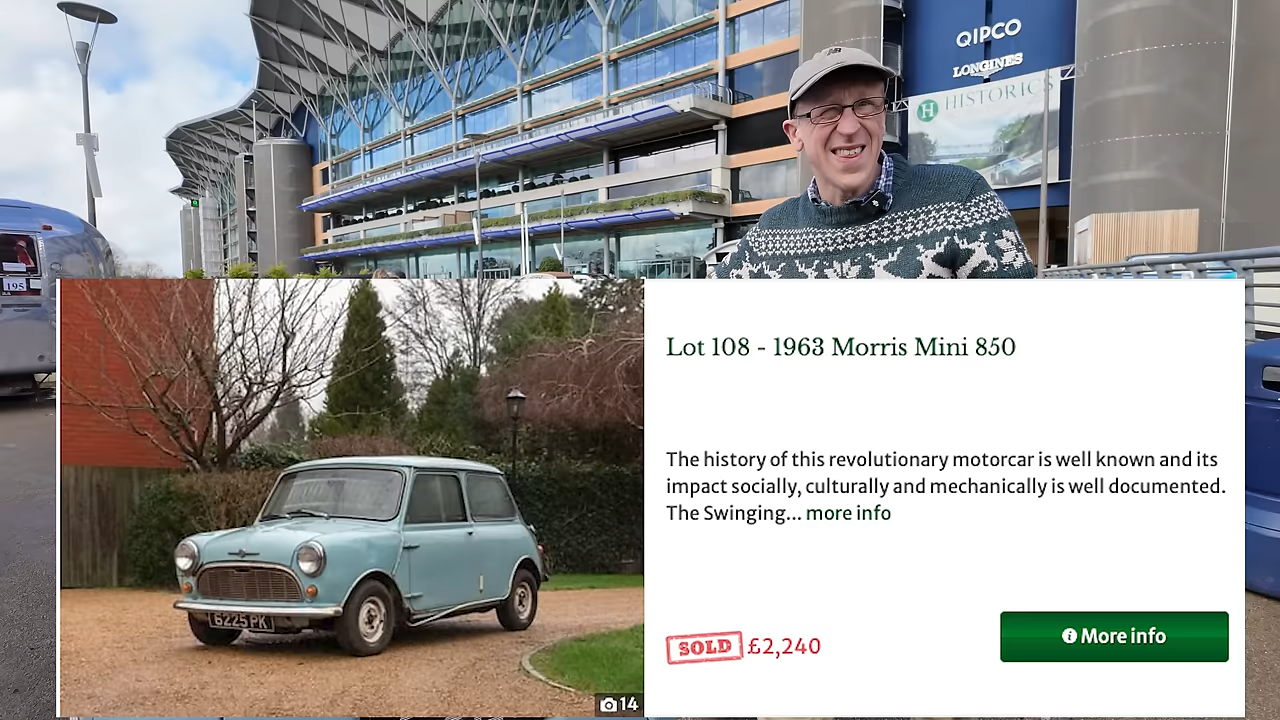 QIPCO
LONGINES
H HISTORICS
195
Lot 108 - 1963 Morris Mini 850
The history of this revolutionary motorcar is well known and its
impact socially, culturally and mechanically is well documented.
The Swinging... more info
6225 PK
SOLD £2,240
More info
14